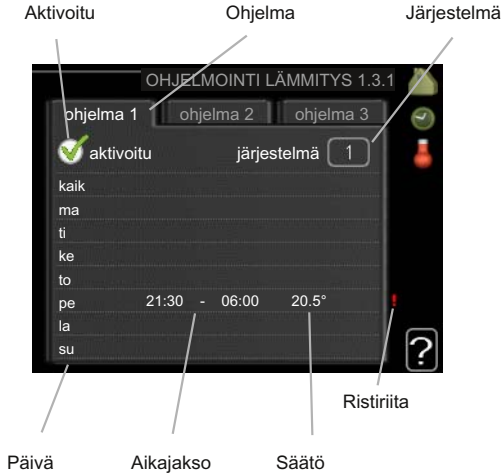 Aktivoitu Ohjelma Järjestelmä
OHJELMOINTI LÄMMITYS 1.3.1
ohjelma 1 ohjelma 2 ohjelma 3
aktivoitu järjestelmä 1
kaik
ma
ti
ke
to
pe 21:30 - 06:00 20.5° !
la
su
?
Ristiriita
Päivä Aikajakso Säätö